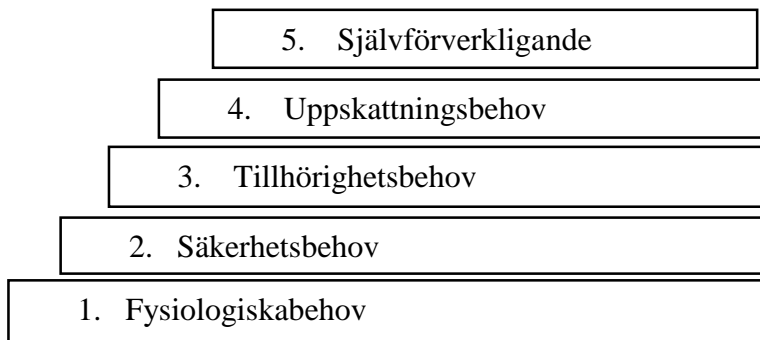 5. Självförverkligande
4. Uppskattningsbehov
3. Tillhörighetsbehov
2. Säkerhetsbehov
1. Fysiologiskabehov